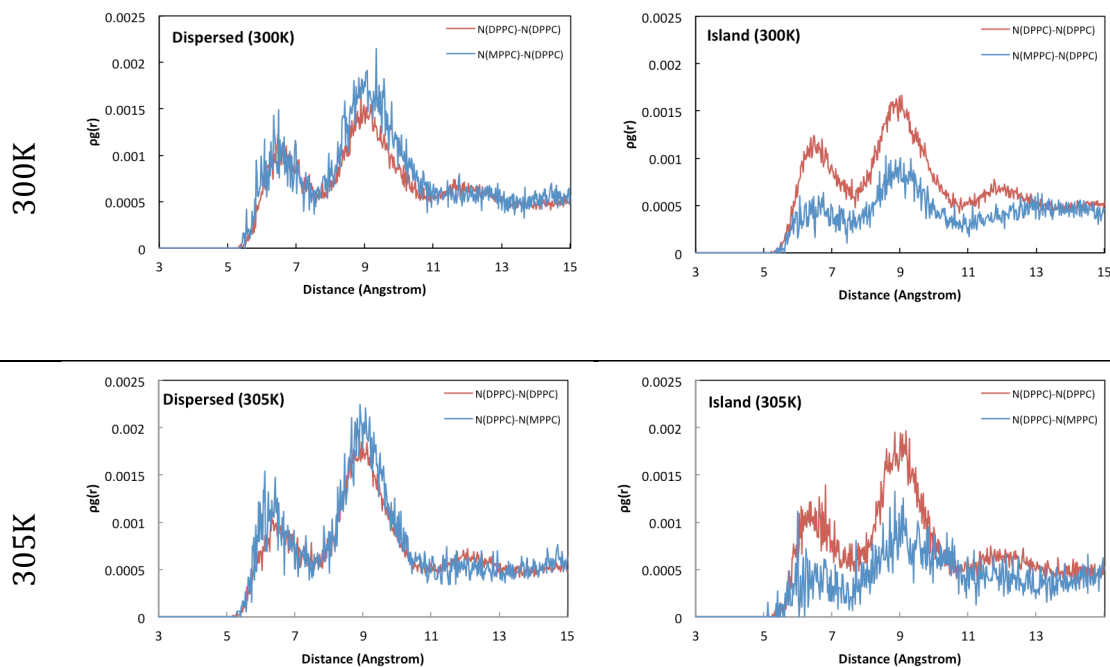 300K
Dispersed (300K)
N(DPPC)-N(DPPC)
N(MPPC)-N(DPPC)
0.0025
0.002
0.0015
0.001
0.0005
0
ρg(r)
3 5 7 9 11 13 15
Distance (Angstrom)
Island (300K)
N(DPPC)-N(DPPC)
N(MPPC)-N(DPPC)
0.0025
0.002
0.0015
0.001
0.0005
0
ρg(r)
3 5 7 9 11 13 15
Distance (Angstrom)
305K
Dispersed (305K)
N(DPPC)-N(DPPC)
N(DPPC)-N(MPPC)
0.0025
0.002
0.0015
0.001
0.0005
0
ρg(r)
3 5 7 9 11 13 15
Distance (Angstrom)
Island (305K)
N(DPPC)-N(DPPC)
N(DPPC)-N(MPPC)
0.0025
0.002
0.0015
0.001
0.0005
0
ρg(r)
3 5 7 9 11 13
Distance (Angstrom)